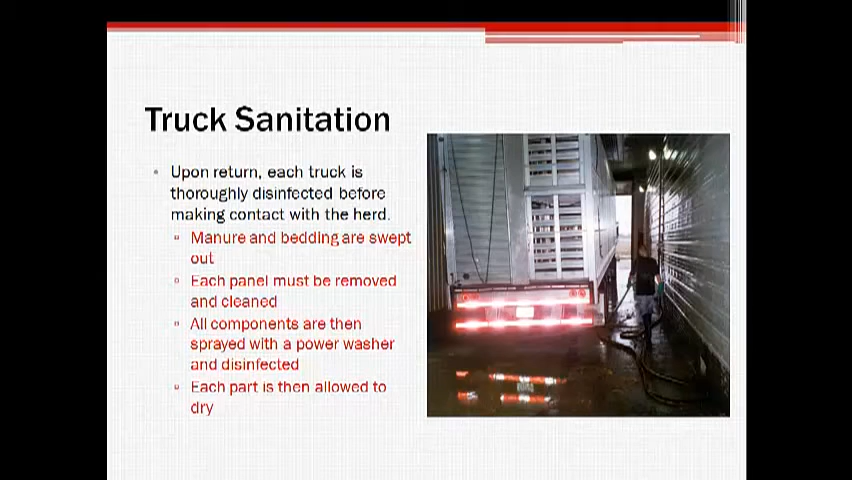 Truck Sanitation
Upon return, each truck is
thoroughly disinfected before
making contact with the herd.
Manure and bedding are swept
out
Each panel must be removed
and cleaned
All components are then
sprayed with a power washer
and disinfected
Each part is then allowed to
dry